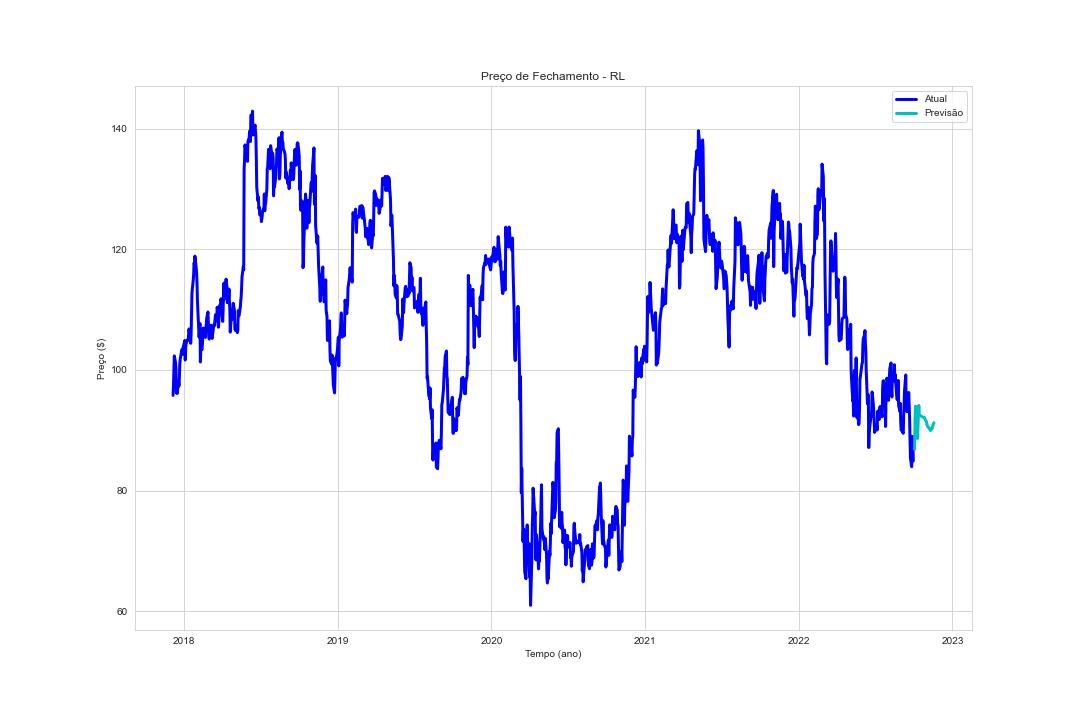 Preço de Fechamento - RL
Atual
Previsão
Preço ($)
140
120
100
80
60
2018
2019
2020
2021
2022
2023
Tempo (ano)